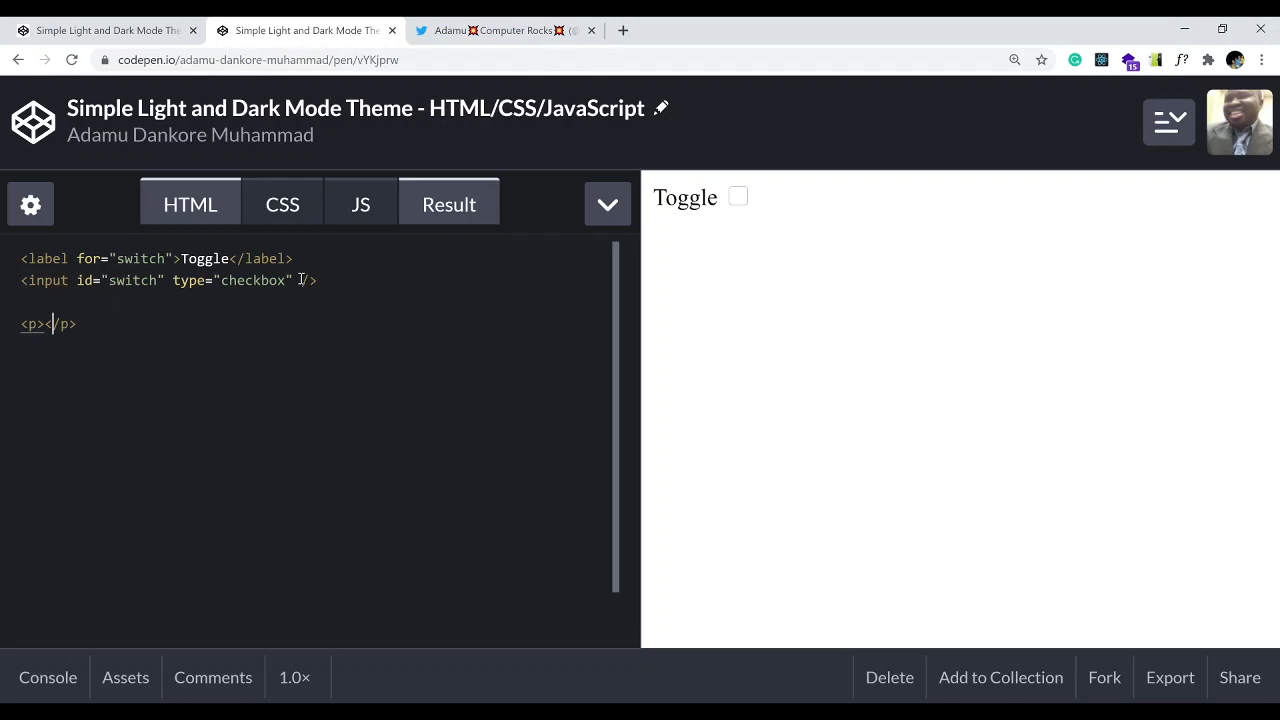 Simple Light and Dark Mode The
Simple Light and Dark Mode The
Adamu💥Computer Rocks💥 (@
codepen.io/adamu-dankore-muhammad/pen/vYKjprw
15
f?
Simple Light and Dark Mode Theme - HTML/CSS/JavaScript
Adamu Dankore Muhammad
HTML
CSS
JS
Result
<label for="switch">Toggle</label>
<input id="switch" type="checkbox" />
<p></p>
Toggle
Console
Assets
Comments
1.0×
Delete
Add to Collection
Fork
Export
Share